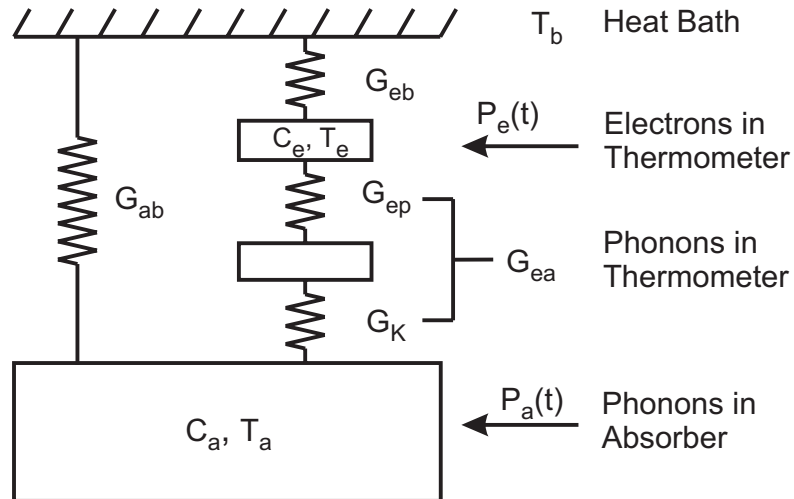 T_b Heat Bath
G_eb
P_e(t)
C_e, T_e
Electrons in
Thermometer
G_ab
G_ep
G_ea
Phonons in
Thermometer
G_K
P_a(t)
Phonons in
Absorber
C_a, T_a